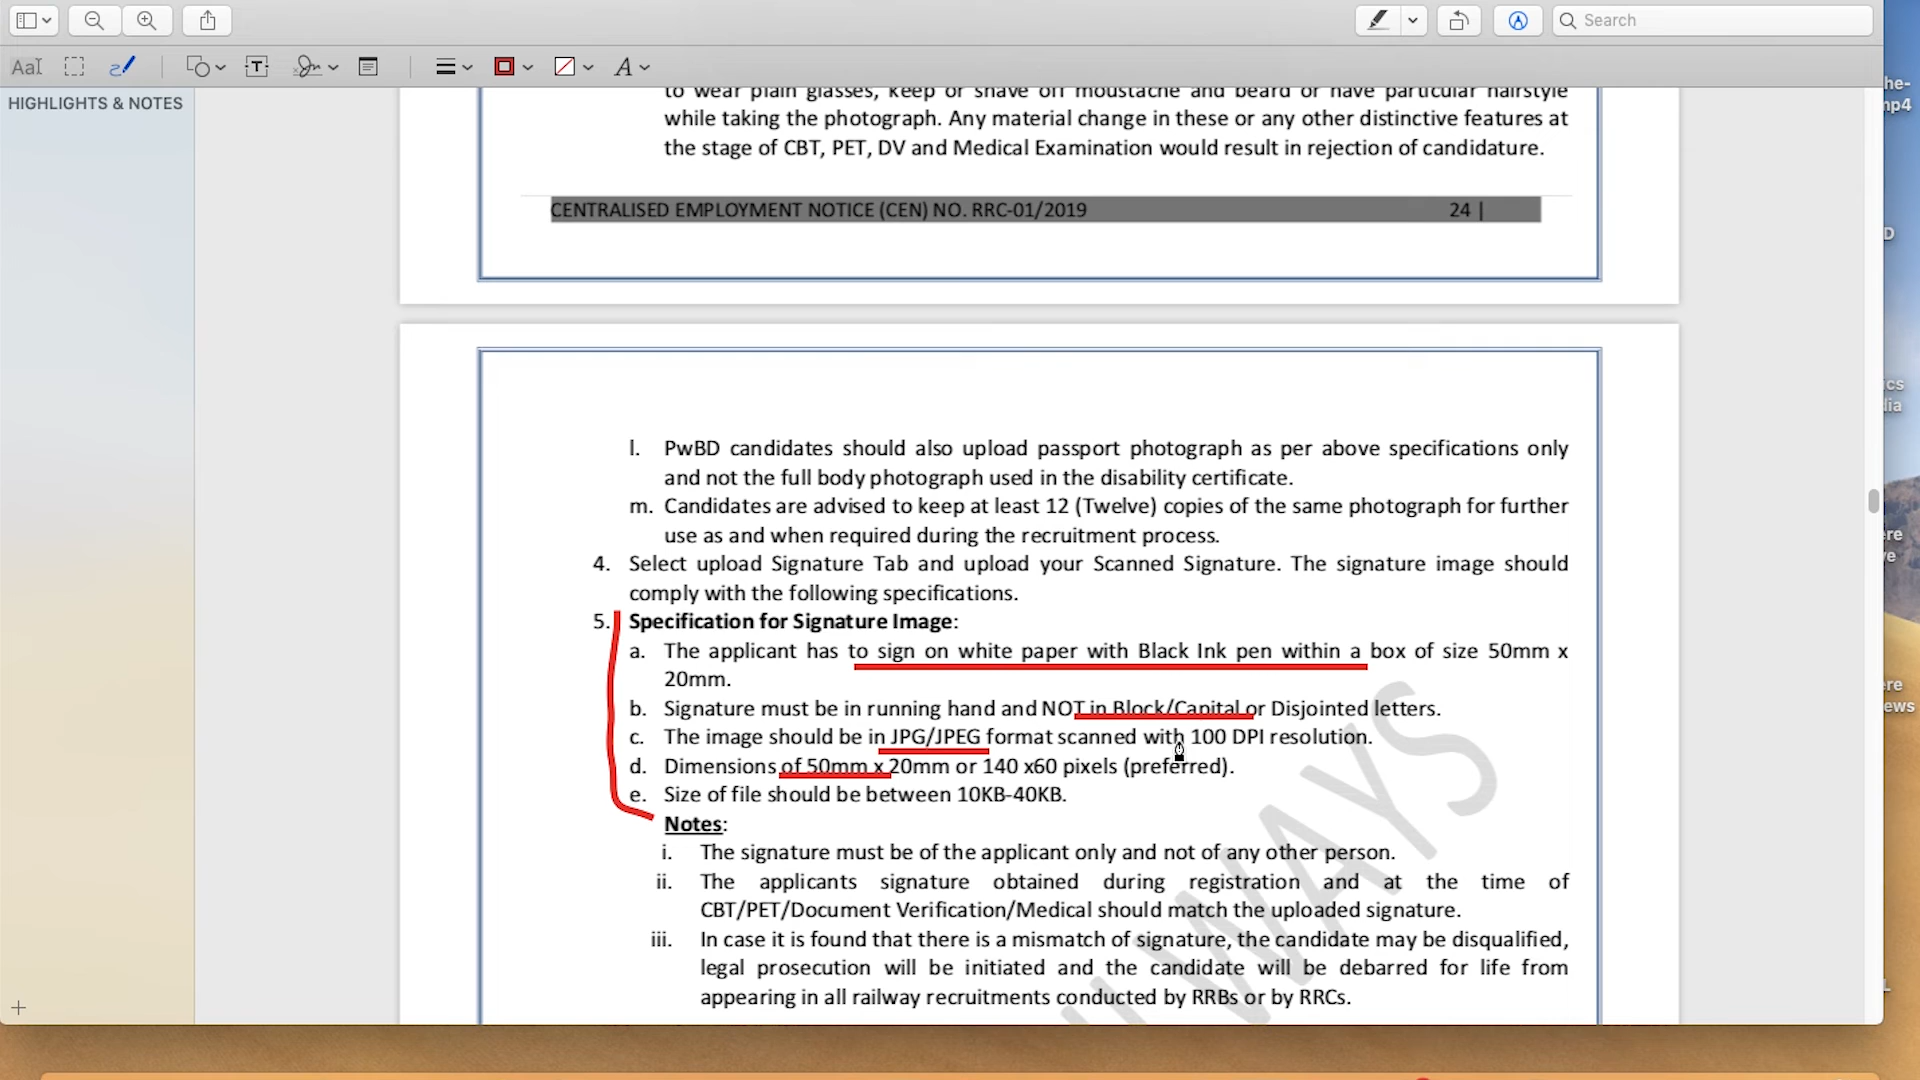 Search
AaI
A
HIGHLIGHTS & NOTES
to wear plain glasses, keep or shave off moustache and beard or have particular hairstyle
while taking the photograph. Any material change in these or any other distinctive features at
the stage of CBT, PET, DV and Medical Examination would result in rejection of candidature.
CENTRALISED EMPLOYMENT NOTICE (CEN) NO. RRC-01/2019 24 |
l. PwBD candidates should also upload passport photograph as per above specifications only
and not the full body photograph used in the disability certificate.
m. Candidates are advised to keep at least 12 (Twelve) copies of the same photograph for further
use as and when required during the recruitment process.
4. Select upload Signature Tab and upload your Scanned Signature. The signature image should
comply with the following specifications.
5. Specification for Signature Image:
a. The applicant has to sign on white paper with Black Ink pen within a box of size 50mm x
20mm.
b. Signature must be in running hand and NOT in Block/Capital or Disjointed letters.
c. The image should be in JPG/JPEG format scanned with 100 DPI resolution.
d. Dimensions of 50mm x 20mm or 140 x60 pixels (preferred).
e. Size of file should be between 10KB-40KB.
Notes:
i. The signature must be of the applicant only and not of any other person.
ii. The applicants signature obtained during registration and at the time of
CBT/PET/Document Verification/Medical should match the uploaded signature.
iii. In case it is found that there is a mismatch of signature, the candidate may be disqualified,
legal prosecution will be initiated and the candidate will be debarred for life from
appearing in all railway recruitments conducted by RRBs or by RRCs.
WAYS
he-
np4
D
ics
dia
ere
ve
ere
ews
L